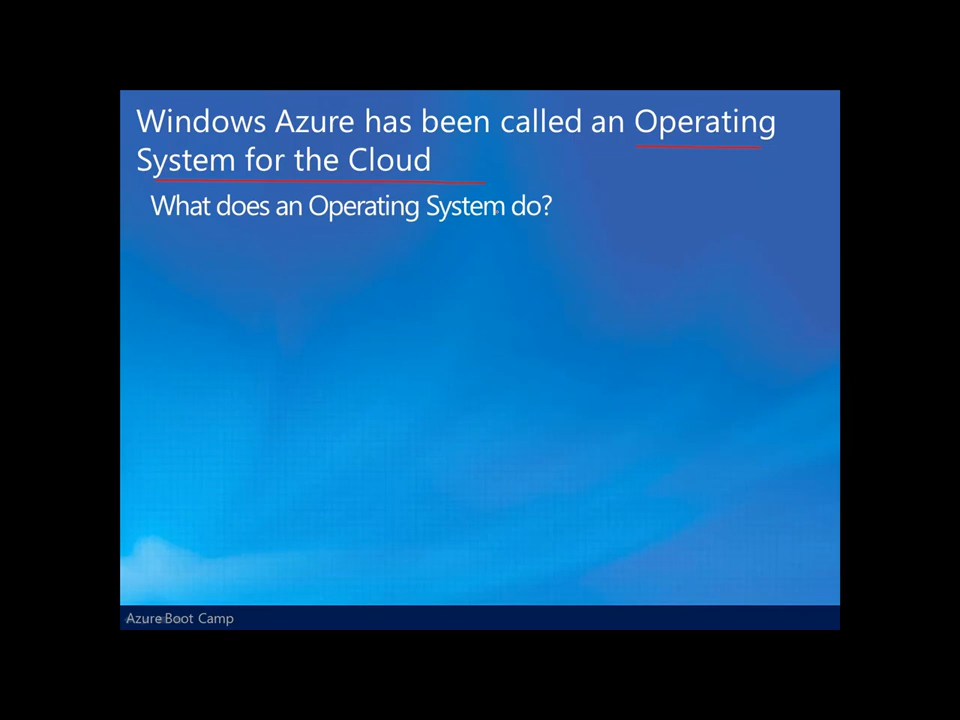 Windows Azure has been called an Operating
System for the Cloud
What does an Operating System do?
Azure Boot Camp